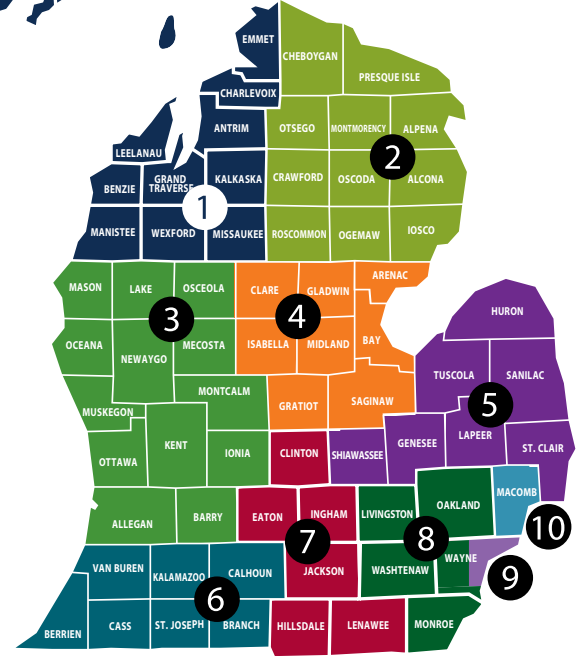 EMMET
CHEBOYGAN
PRESQUE ISLE
CHARLEVOIX
ANTRIM
OTSEGO
MONTMORENCY
ALPENA
LEELANAU
2
BENZIE
GRAND
TRAVERSE
KALKASKA
CRAWFORD
OSCODA
ALCONA
1
MANISTEE
WEXFORD
MISSAUKEE
ROSCOMMON
OGEMAW
IOSCO
MASON
LAKE
OSCEOLA
CLARE
GLADWIN
ARENAC
HURON
3
4
OCEANA
NEWAYGO
MECOSTA
ISABELLA
MIDLAND
BAY
TUSCOLA
SANILAC
5
MONTCALM
MUSKEGON
GRATIOT
SAGINAW
KENT
OTTAWA
IONIA
CLINTON
SHIAWASSEE
GENESEE
LAPEER
ST. CLAIR
ALLEGAN
BARRY
EATON
INGHAM
LIVINGSTON
OAKLAND
MACOMB
10
7
8
VAN BUREN
KALAMAZOO
CALHOUN
JACKSON
WASHTENAW
WAYNE
9
6
BERRIEN
CASS
ST. JOSEPH
BRANCH
HILLSDALE
LENAWEE
MONROE